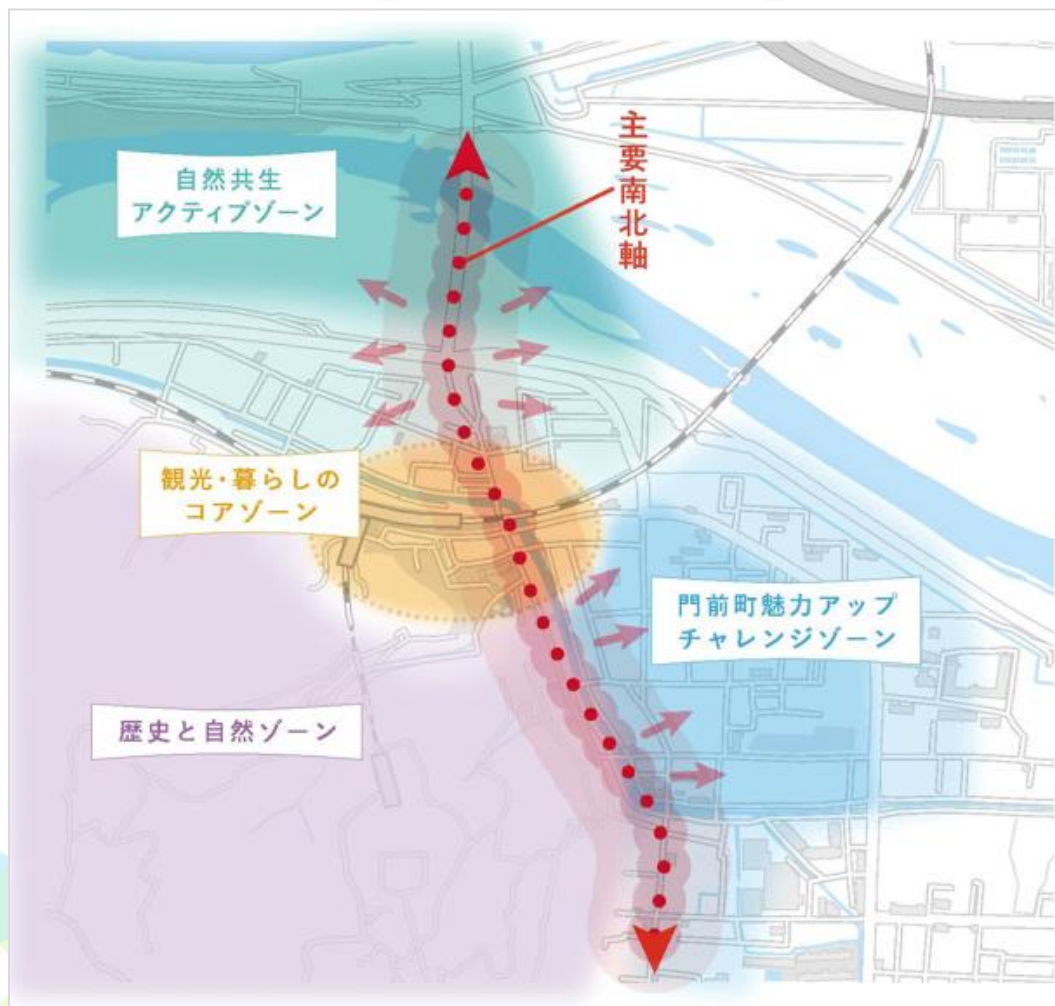 主要南北軸
自然共生
アクティブゾーン
観光・暮らしの
コアゾーン
門前町魅力アップ
チャレンジゾーン
歴史と自然ゾーン